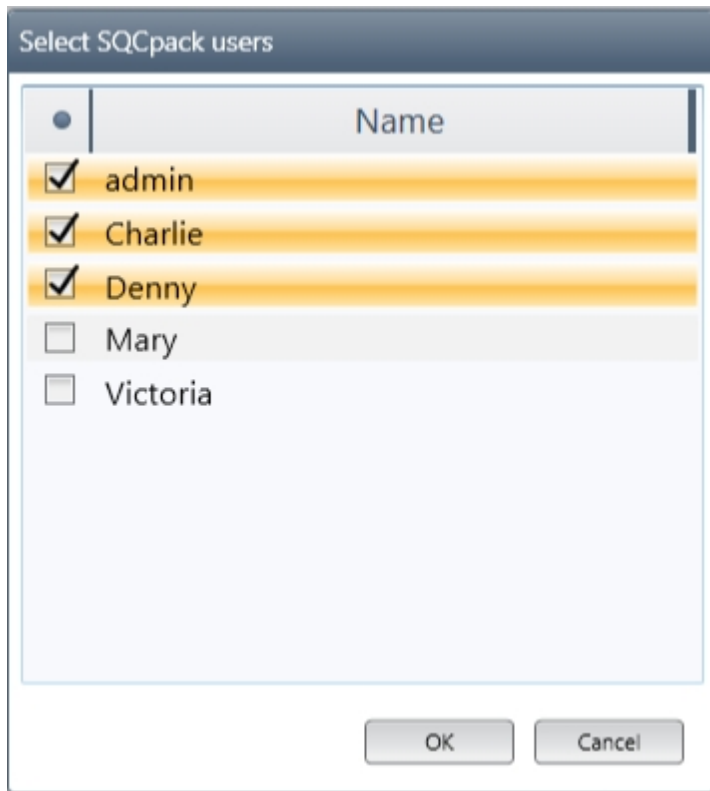 Select SQCpack users
Name
admin
Charlie
Denny
Mary
Victoria
OK Cancel